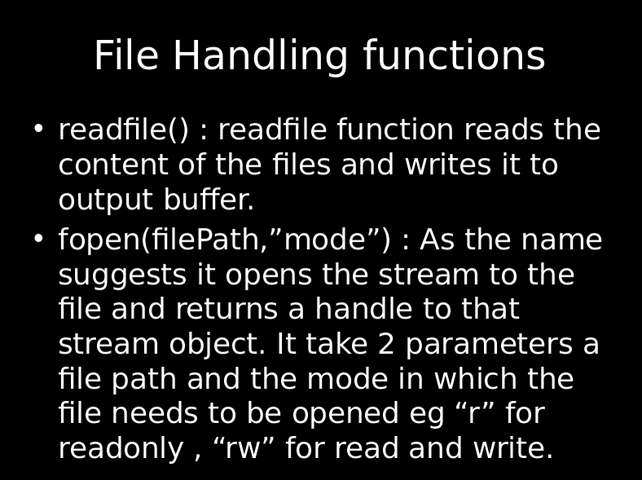 File Handling functions
• readfile() : readfile function reads the
content of the files and writes it to
output buffer.
• fopen(filePath,”mode”) : As the name
suggests it opens the stream to the
file and returns a handle to that
stream object. It take 2 parameters a
file path and the mode in which the
file needs to be opened eg “r” for
readonly , “rw” for read and write.